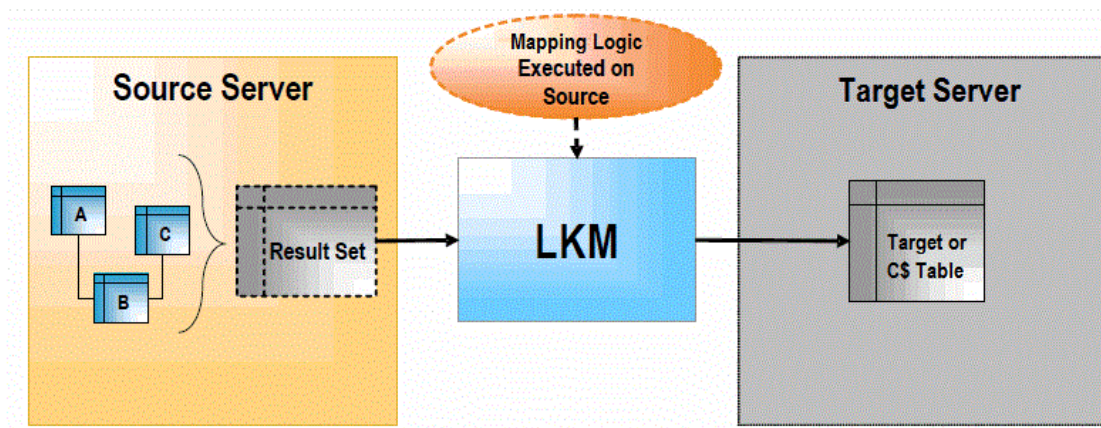 Source Server
A
C
B
Result Set
Mapping Logic
Executed on
Source
LKM
Target Server
Target or
C$ Table